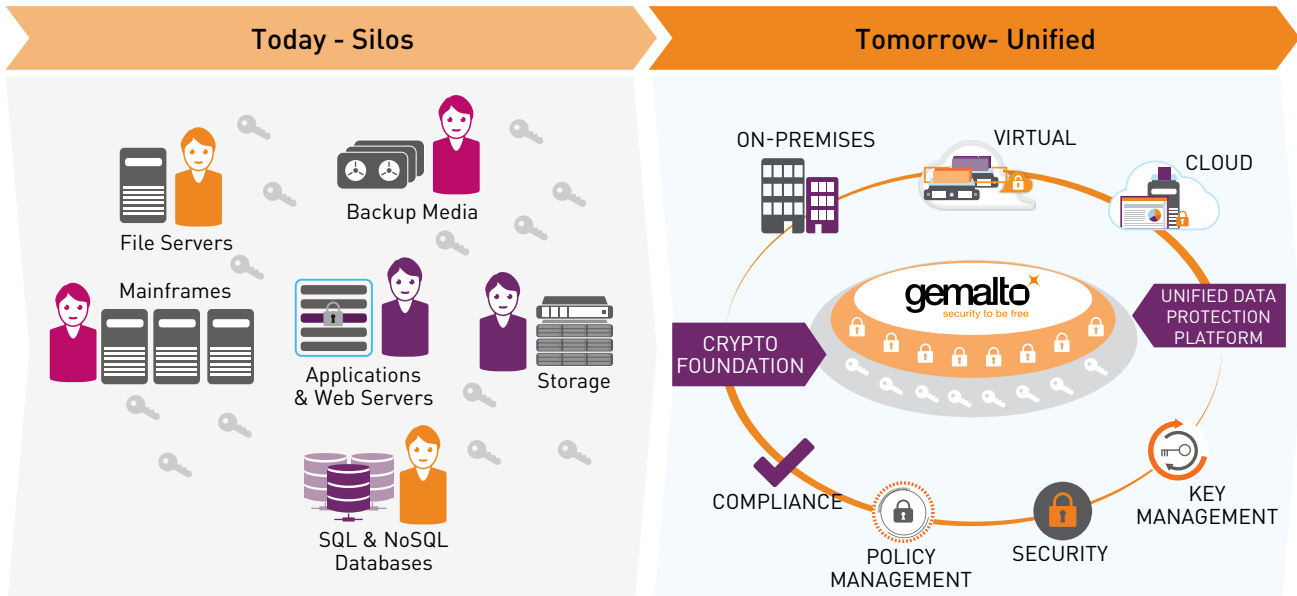 Today - Silos
Tomorrow- Unified
File Servers
Backup Media
Mainframes
Applications
& Web Servers
Storage
SQL & NoSQL
Databases
ON-PREMISES
VIRTUAL
CLOUD
gemalto
security to be free
CRYPTO
FOUNDATION
UNIFIED DATA
PROTECTION
PLATFORM
COMPLIANCE
POLICY
MANAGEMENT
SECURITY
KEY
MANAGEMENT